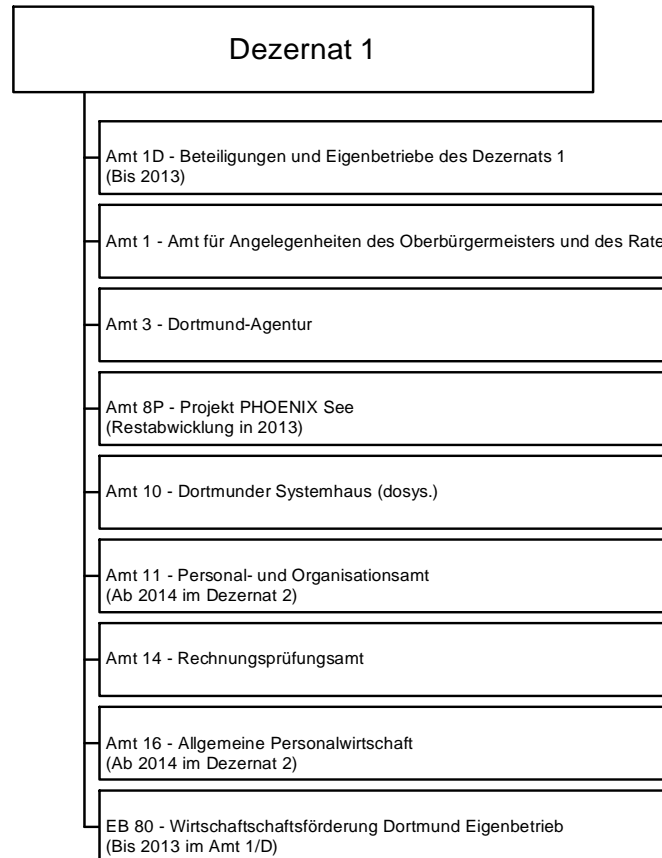 Dezernat 1
Amt 1D - Beteiligungen und Eigenbetriebe des Dezernats 1
(Bis 2013)
Amt 1 - Amt für Angelegenheiten des Oberbürgermeisters und des Rate
Amt 3 - Dortmund-Agentur
Amt 8P - Projekt PHOENIX See
(Restabwicklung in 2013)
Amt 10 - Dortmunder Systemhaus (dosys.)
Amt 11 - Personal- und Organisationsamt
(Ab 2014 im Dezernat 2)
Amt 14 - Rechnungsprüfungsamt
Amt 16 - Allgemeine Personalwirtschaft
(Ab 2014 im Dezernat 2)
EB 80 - Wirtschaftschaftsförderung Dortmund Eigenbetrieb
(Bis 2013 im Amt 1/D)